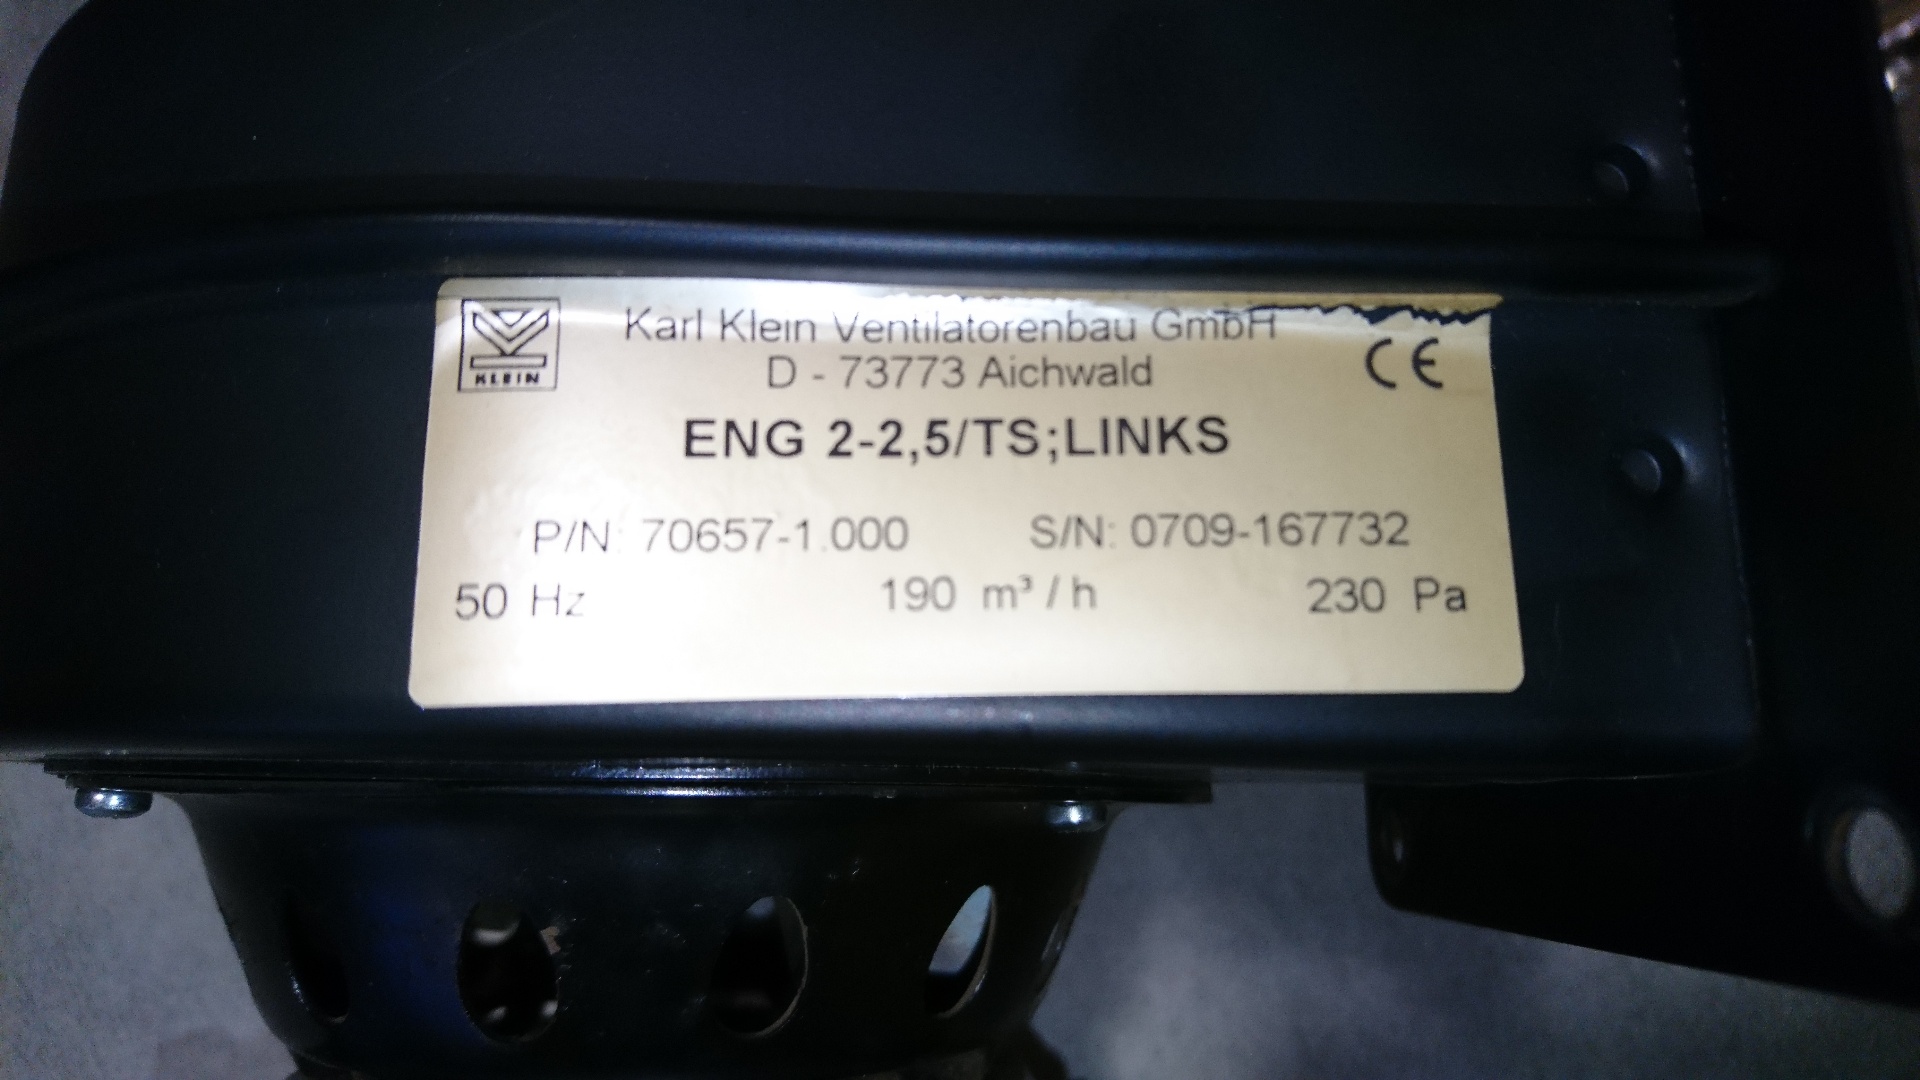 KLEIN
Karl Klein Ventilatorenbau GmbH
D - 73773 Aichwald
CE
ENG 2-2,5/TS;LINKS
P/N: 70657-1.000 S/N: 0709-167732
50 Hz 190 m³ / h 230 Pa